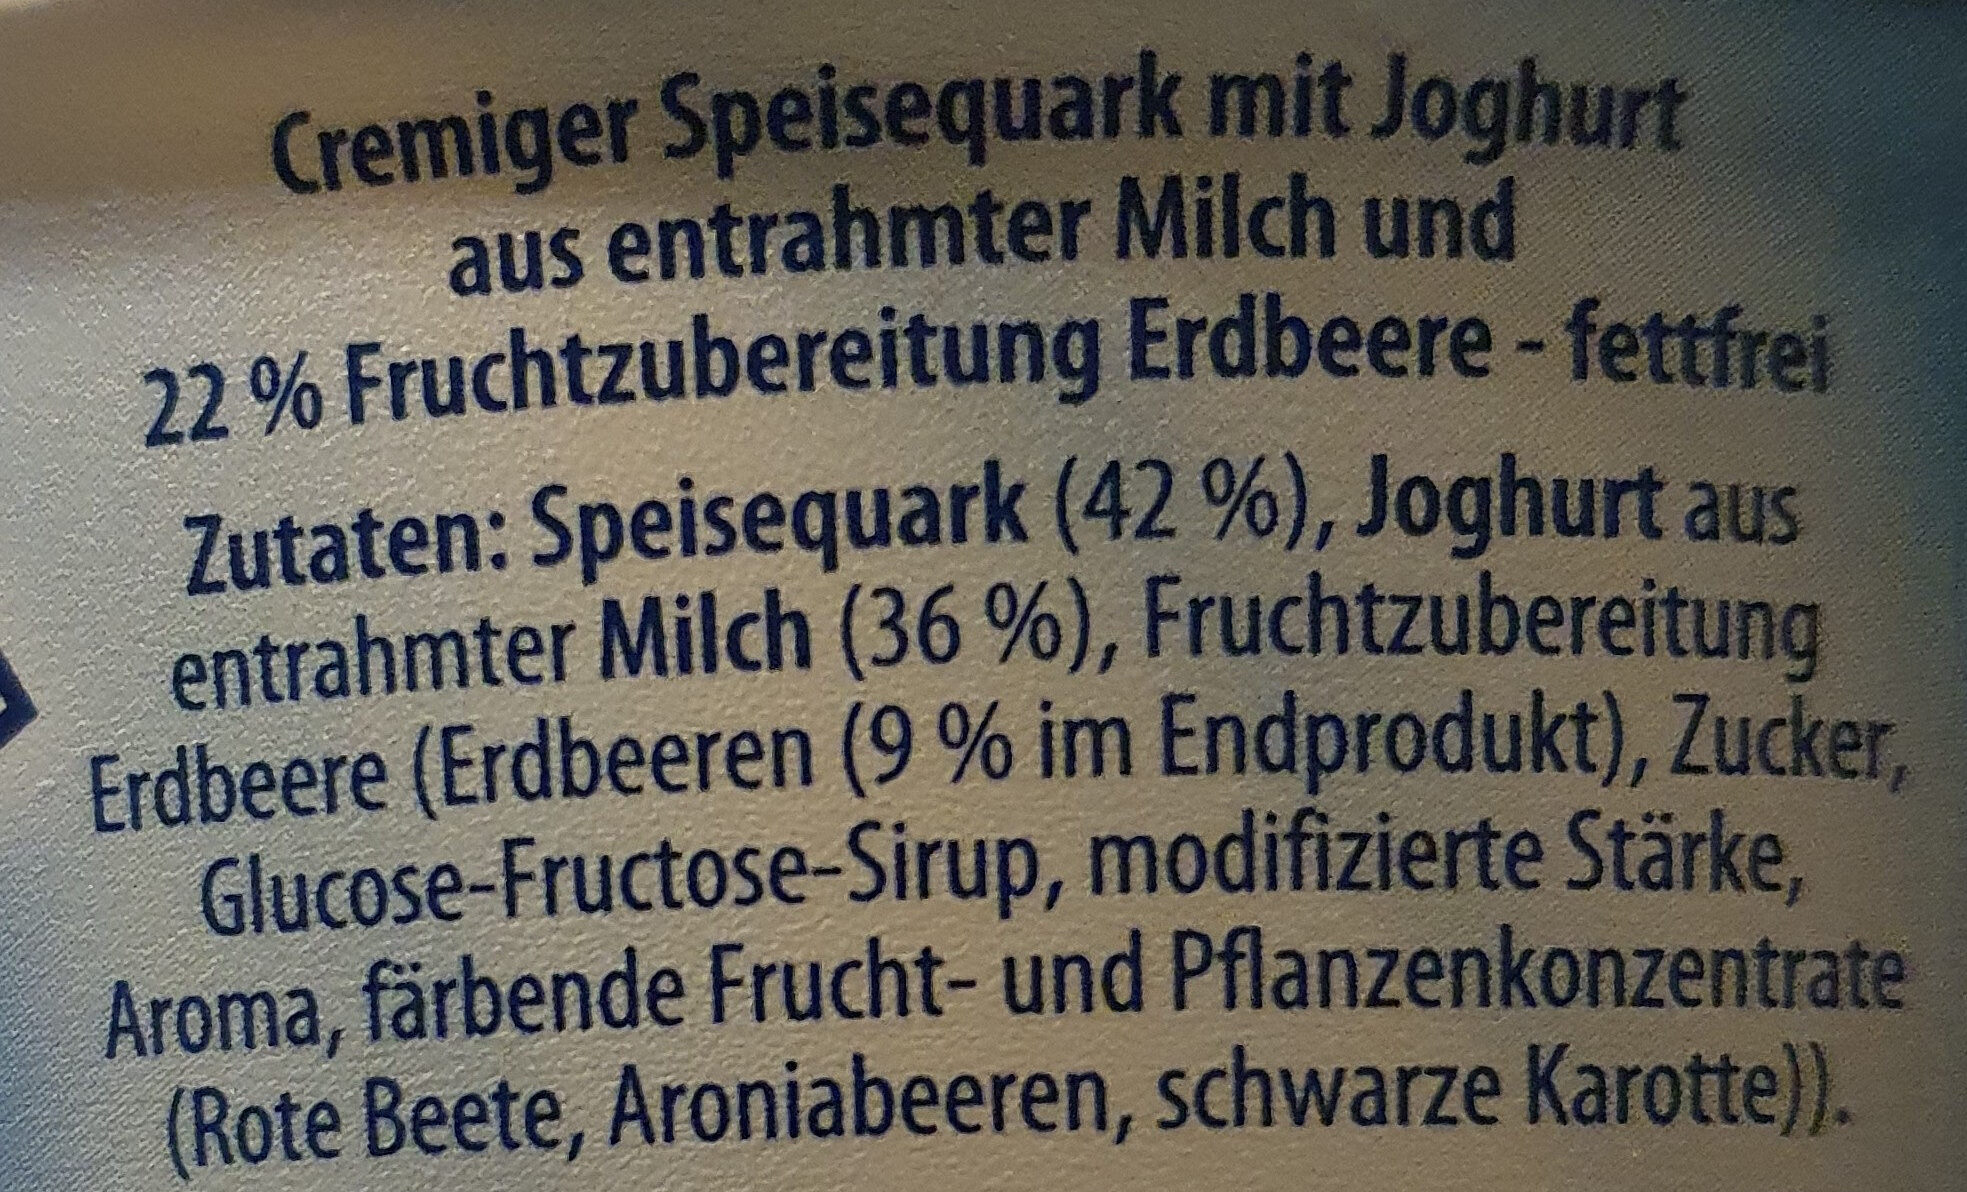 Cremiger Speisequark mit Joghurt
aus entrahmter Milch und
22 % Fruchtzubereitung Erdbeere - fettfrei
Zutaten: Speisequark (42 %), Joghurt aus
entrahmter Milch (36 %), Fruchtzubereitung
Erdbeere (Erdbeeren (9 % im Endprodukt), Zucker,
Glucose-Fructose-Sirup, modifizierte Stärke,
Aroma, färbende Frucht- und Pflanzenkonzentrate
(Rote Beete, Aroniabeeren, schwarze Karotte)).